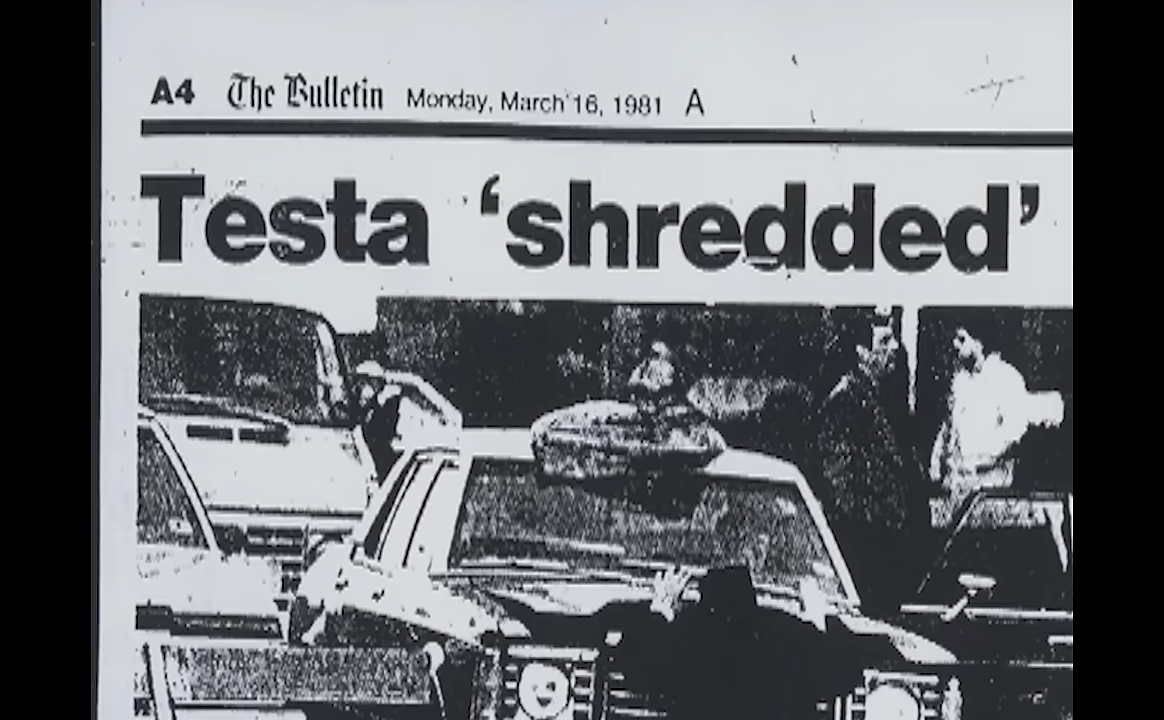 A4 The Bulletin Monday, March 16, 1981 A
Testa ‘shredded’